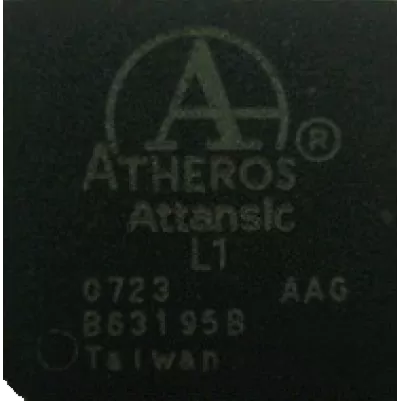 ATHEROS®
Attansic
L1
0723 AAG
B63195B
Taiwan